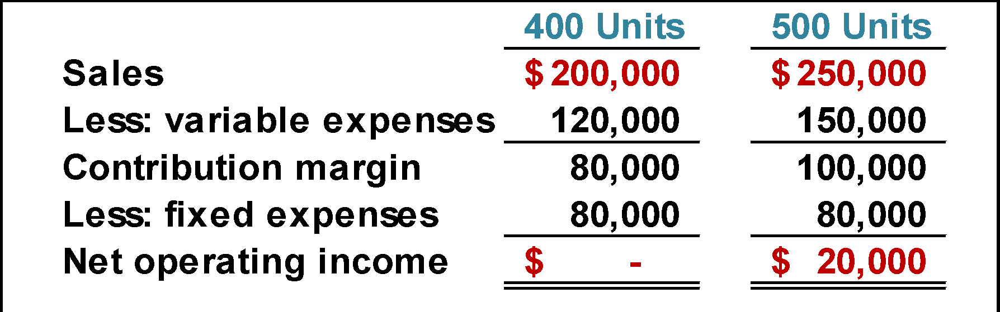 400 Units 500 Units
Sales $ 200,000 $ 250,000
Less: variable expenses 120,000 150,000
Contribution margin 80,000 100,000
Less: fixed expenses 80,000 80,000
Net operating income $ - $ 20,000